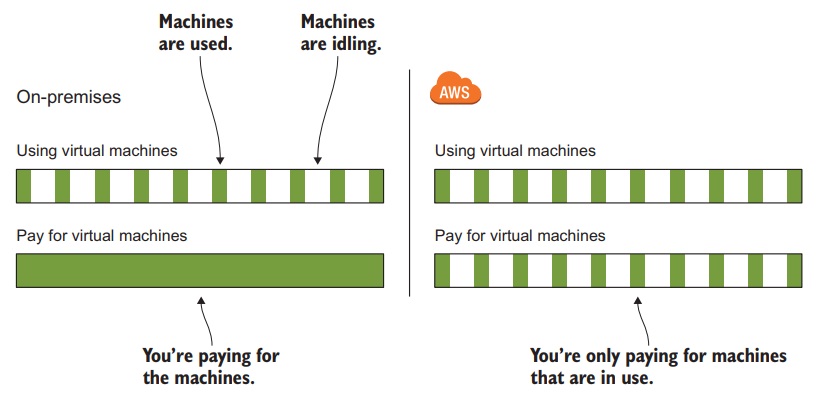 Machines
are used.
Machines
are idling.
On-premises
AWS
Using virtual machines
Using virtual machines
Pay for virtual machines
Pay for virtual machines
You’re paying for
the machines.
You’re only paying for machines
that are in use.